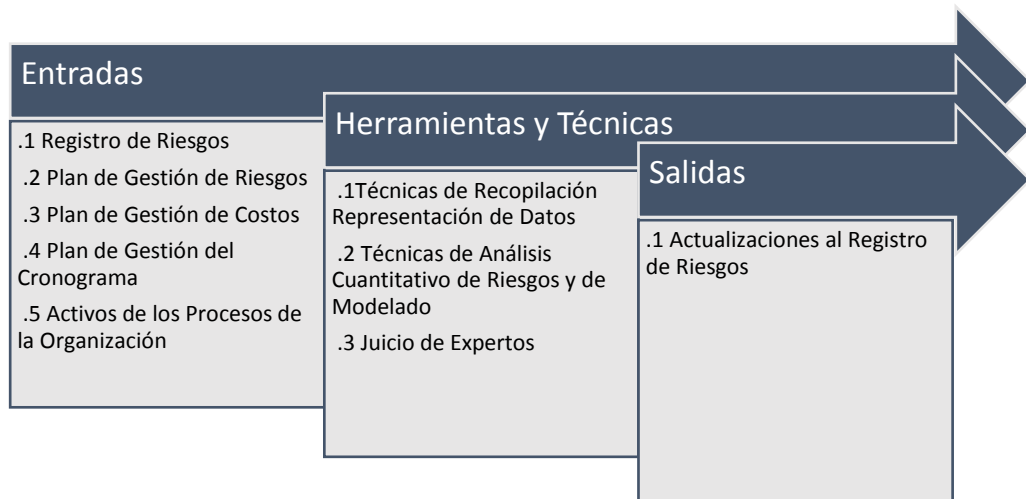 Entradas
.1 Registro de Riesgos
.2 Plan de Gestión de Riesgos
.3 Plan de Gestión de Costos
.4 Plan de Gestión del
Cronograma
.5 Activos de los Procesos de
la Organización
Herramientas y Técnicas
.1Técnicas de Recopilación
Representación de Datos
.2 Técnicas de Análisis
Cuantitativo de Riesgos y de
Modelado
.3 Juicio de Expertos
Salidas
.1 Actualizaciones al Registro
de Riesgos